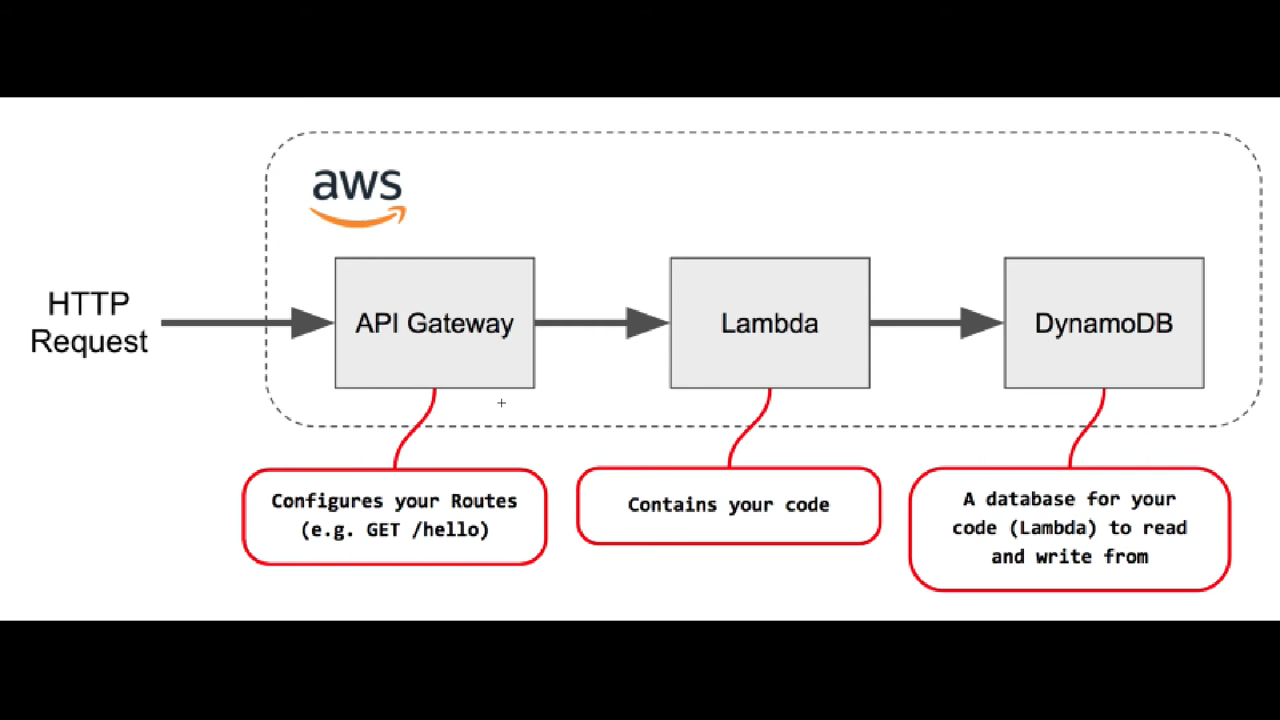 aws
HTTP
Request
API Gateway
Lambda
DynamoDB
Configures your Routes
(e.g. GET /hello)
Contains your code
A database for your
code (Lambda) to read
and write from